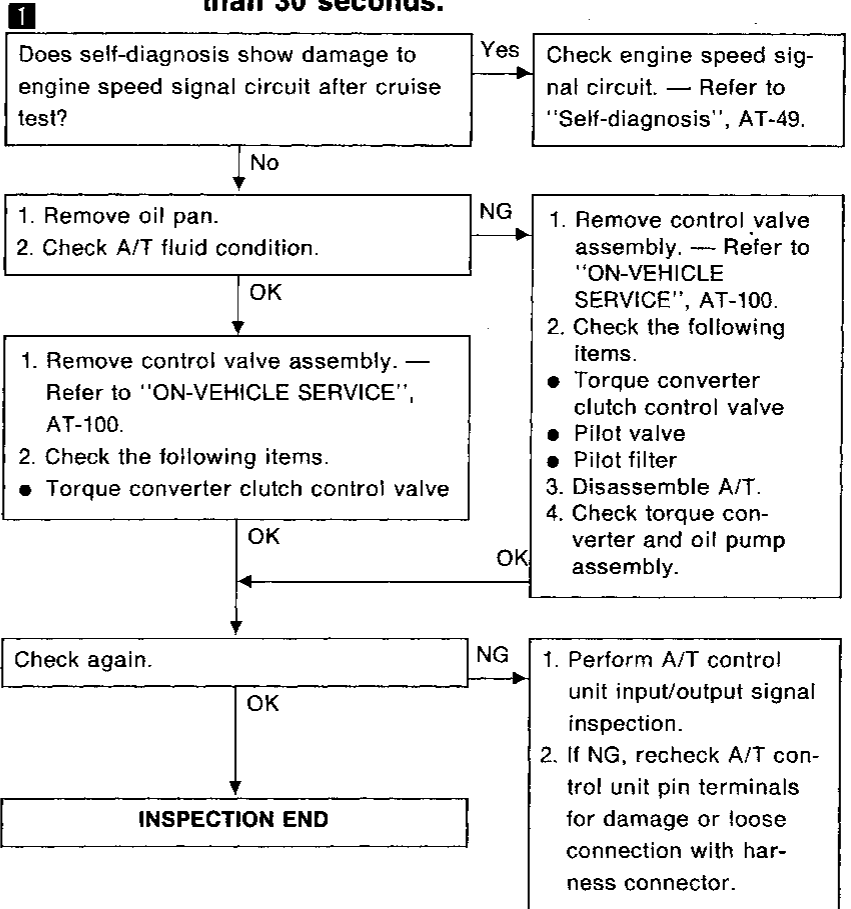 than 30 seconds.
1
Does self-diagnosis show damage to
engine speed signal circuit after cruise
test?
Yes
Check engine speed sig-
nal circuit. — Refer to
"Self-diagnosis", AT-49.
No
1. Remove oil pan.
2. Check A/T fluid condition.
NG
1. Remove control valve
assembly. — Refer to
"ON-VEHICLE
SERVICE", AT-100.
2. Check the following
items.
● Torque converter
clutch control valve
● Pilot valve
● Pilot filter
3. Disassemble A/T.
4. Check torque con-
verter and oil pump
assembly.
OK
1. Remove control valve assembly. —
Refer to "ON-VEHICLE SERVICE",
AT-100.
2. Check the following items.
● Torque converter clutch control valve
OK
OK
Check again.
NG
1. Perform A/T control
unit input/output signal
inspection.
2. If NG, recheck A/T con-
trol unit pin terminals
for damage or loose
connection with har-
ness connector.
OK
INSPECTION END